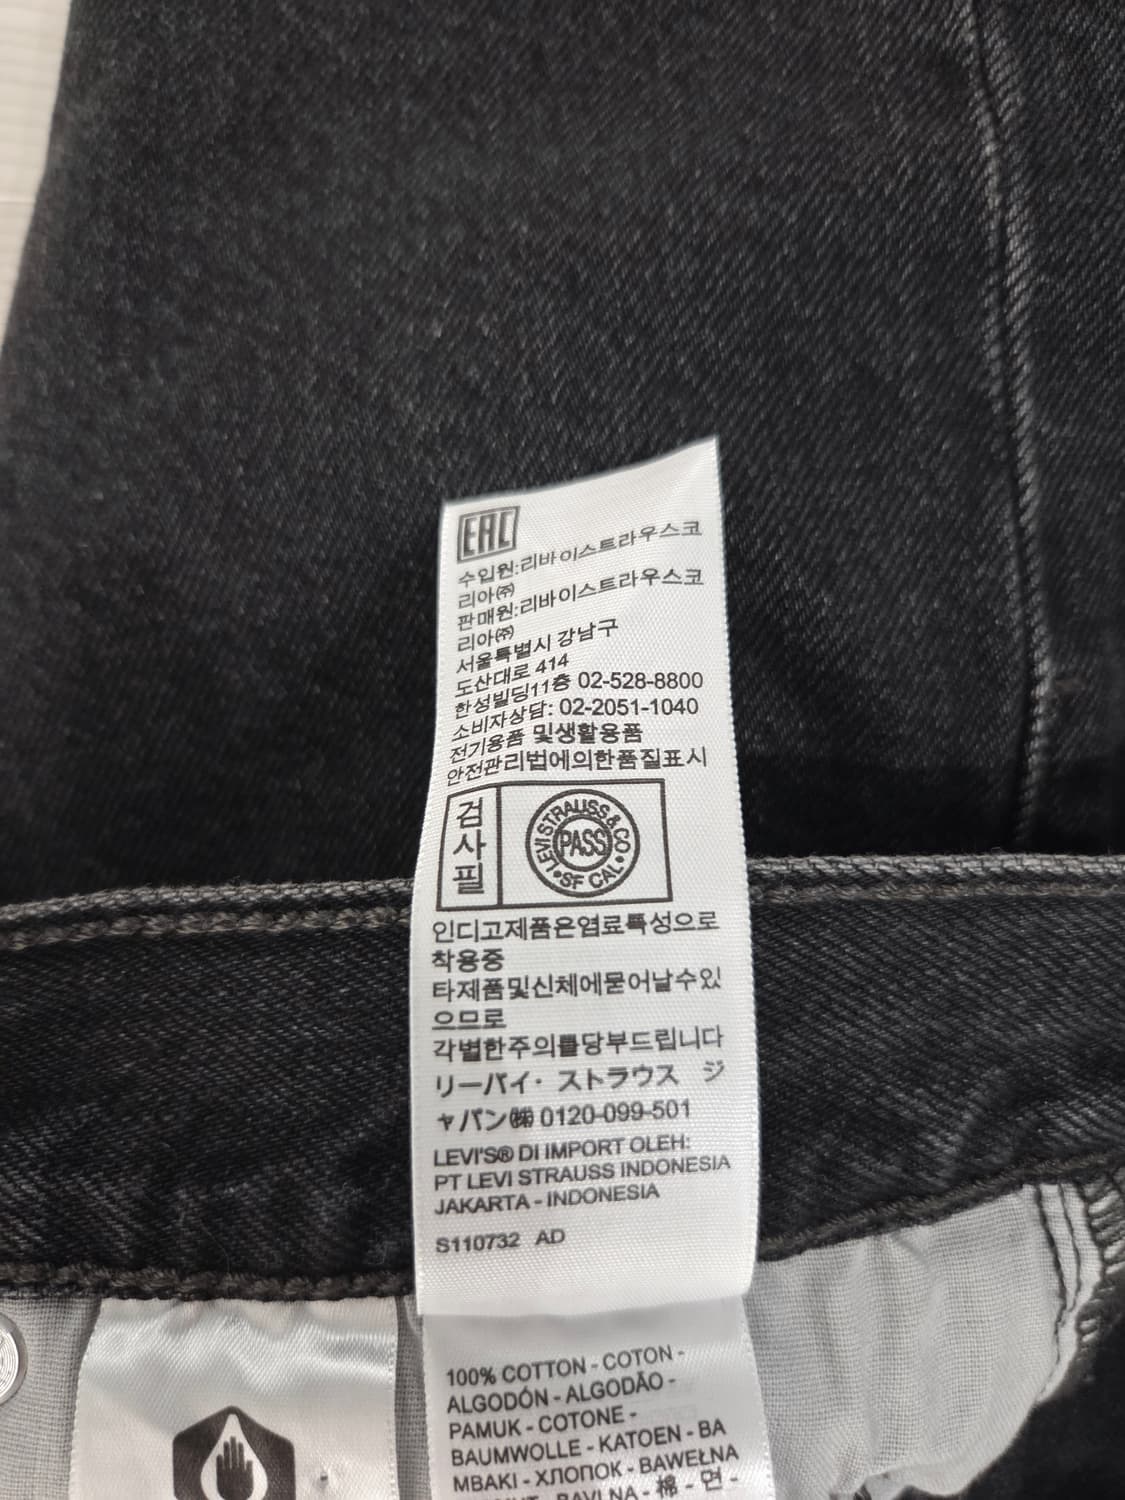 EAC
수입원:리바이스트라우스코
리아㈜
판매원:리바이스트라우스코
리아㈜
서울특별시 강남구
도산대로 414
한성빌딩11층 02-528-8800
소비자상담: 02-2051-1040
전기용품 및생활용품
안전관리법에의한품질표시
검사필
LEVI STRAUSS & CO
PASS
SF CAL
인디고제품은염료특성으로
착용중
타제품및신체에묻어날수있
으므로
각별한주의를당부드립니다
リーバイ・ストラウス ジ
ャパン㈱ 0120-099-501
LEVI'S® DI IMPORT OLEH:
PT LEVI STRAUSS INDONESIA
JAKARTA - INDONESIA
S110732 AD
100% COTTON - COTON -
ALGODÓN - ALGODÃO -
PAMUK - COTONE -
BAUMWOLLE - KATOEN - BA
MBAKI - ХЛОПОК - BAWEŁNA
BAVLNA - 棉 - 면 -